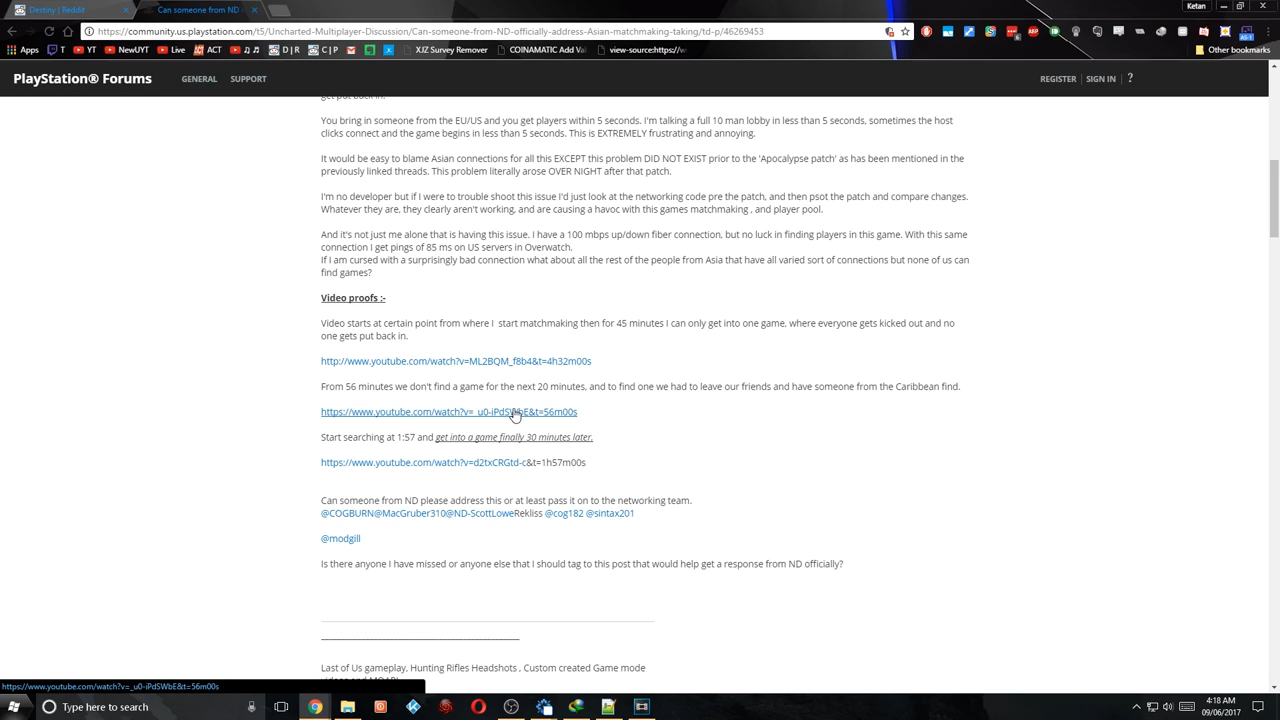 Destiny | Reddit
Can someone from ND
Ketan
https://community.us.playstation.com/t5/Uncharted-Multiplayer-Discussion/Can-someone-from-ND-officially-address-Asian-matchmaking-taking/td-p/46269453
Apps T YT NewUYT Live ACT D | R C | P XJZ Survey Remover COINAMATIC Add Val view-source:https://w Other bookmarks
PlayStation® Forums GENERAL SUPPORT REGISTER SIGN IN ?
get put back in.
You bring in someone from the EU/US and you get players within 5 seconds. I'm talking a full 10 man lobby in less than 5 seconds, sometimes the host
clicks connect and the game begins in less than 5 seconds. This is EXTREMELY frustrating and annoying.
It would be easy to blame Asian connections for all this EXCEPT this problem DID NOT EXIST prior to the 'Apocalypse patch' as has been mentioned in the
previously linked threads. This problem literally arose OVER NIGHT after that patch.
I'm no developer but if I were to trouble shoot this issue I'd just look at the networking code pre the patch, and then psot the patch and compare changes.
Whatever they are, they clearly aren't working, and are causing a havoc with this games matchmaking , and player pool.
And it's not just me alone that is having this issue. I have a 100 mbps up/down fiber connection, but no luck in finding players in this game. With this same
connection I get pings of 85 ms on US servers in Overwatch.
If I am cursed with a surprisingly bad connection what about all the rest of the people from Asia that have all varied sort of connections but none of us can
find games?
Video proofs :-
Video starts at certain point from where I start matchmaking then for 45 minutes I can only get into one game, where everyone gets kicked out and no
one gets put back in.
http://www.youtube.com/watch?v=ML2BQM_f8b4&t=4h32m00s
From 56 minutes we don't find a game for the next 20 minutes, and to find one we had to leave our friends and have someone from the Caribbean find.
https://www.youtube.com/watch?v=_u0-iPdSWbE&t=56m00s
Start searching at 1:57 and get into a game finally 30 minutes later.
https://www.youtube.com/watch?v=d2txCRGtd-c&t=1h57m00s
Can someone from ND please address this or at least pass it on to the networking team.
@COGBURN@MacGruber310@ND-ScottLoweRekliss @cog182 @sintax201
@modgill
Is there anyone I have missed or anyone else that I should tag to this post that would help get a response from ND officially?
Last of Us gameplay, Hunting Rifles Headshots , Custom created Game mode
https://www.youtube.com/watch?v=_u0-iPdSWbE&t=56m00s
Type here to search
4:18 AM
09/06/2017